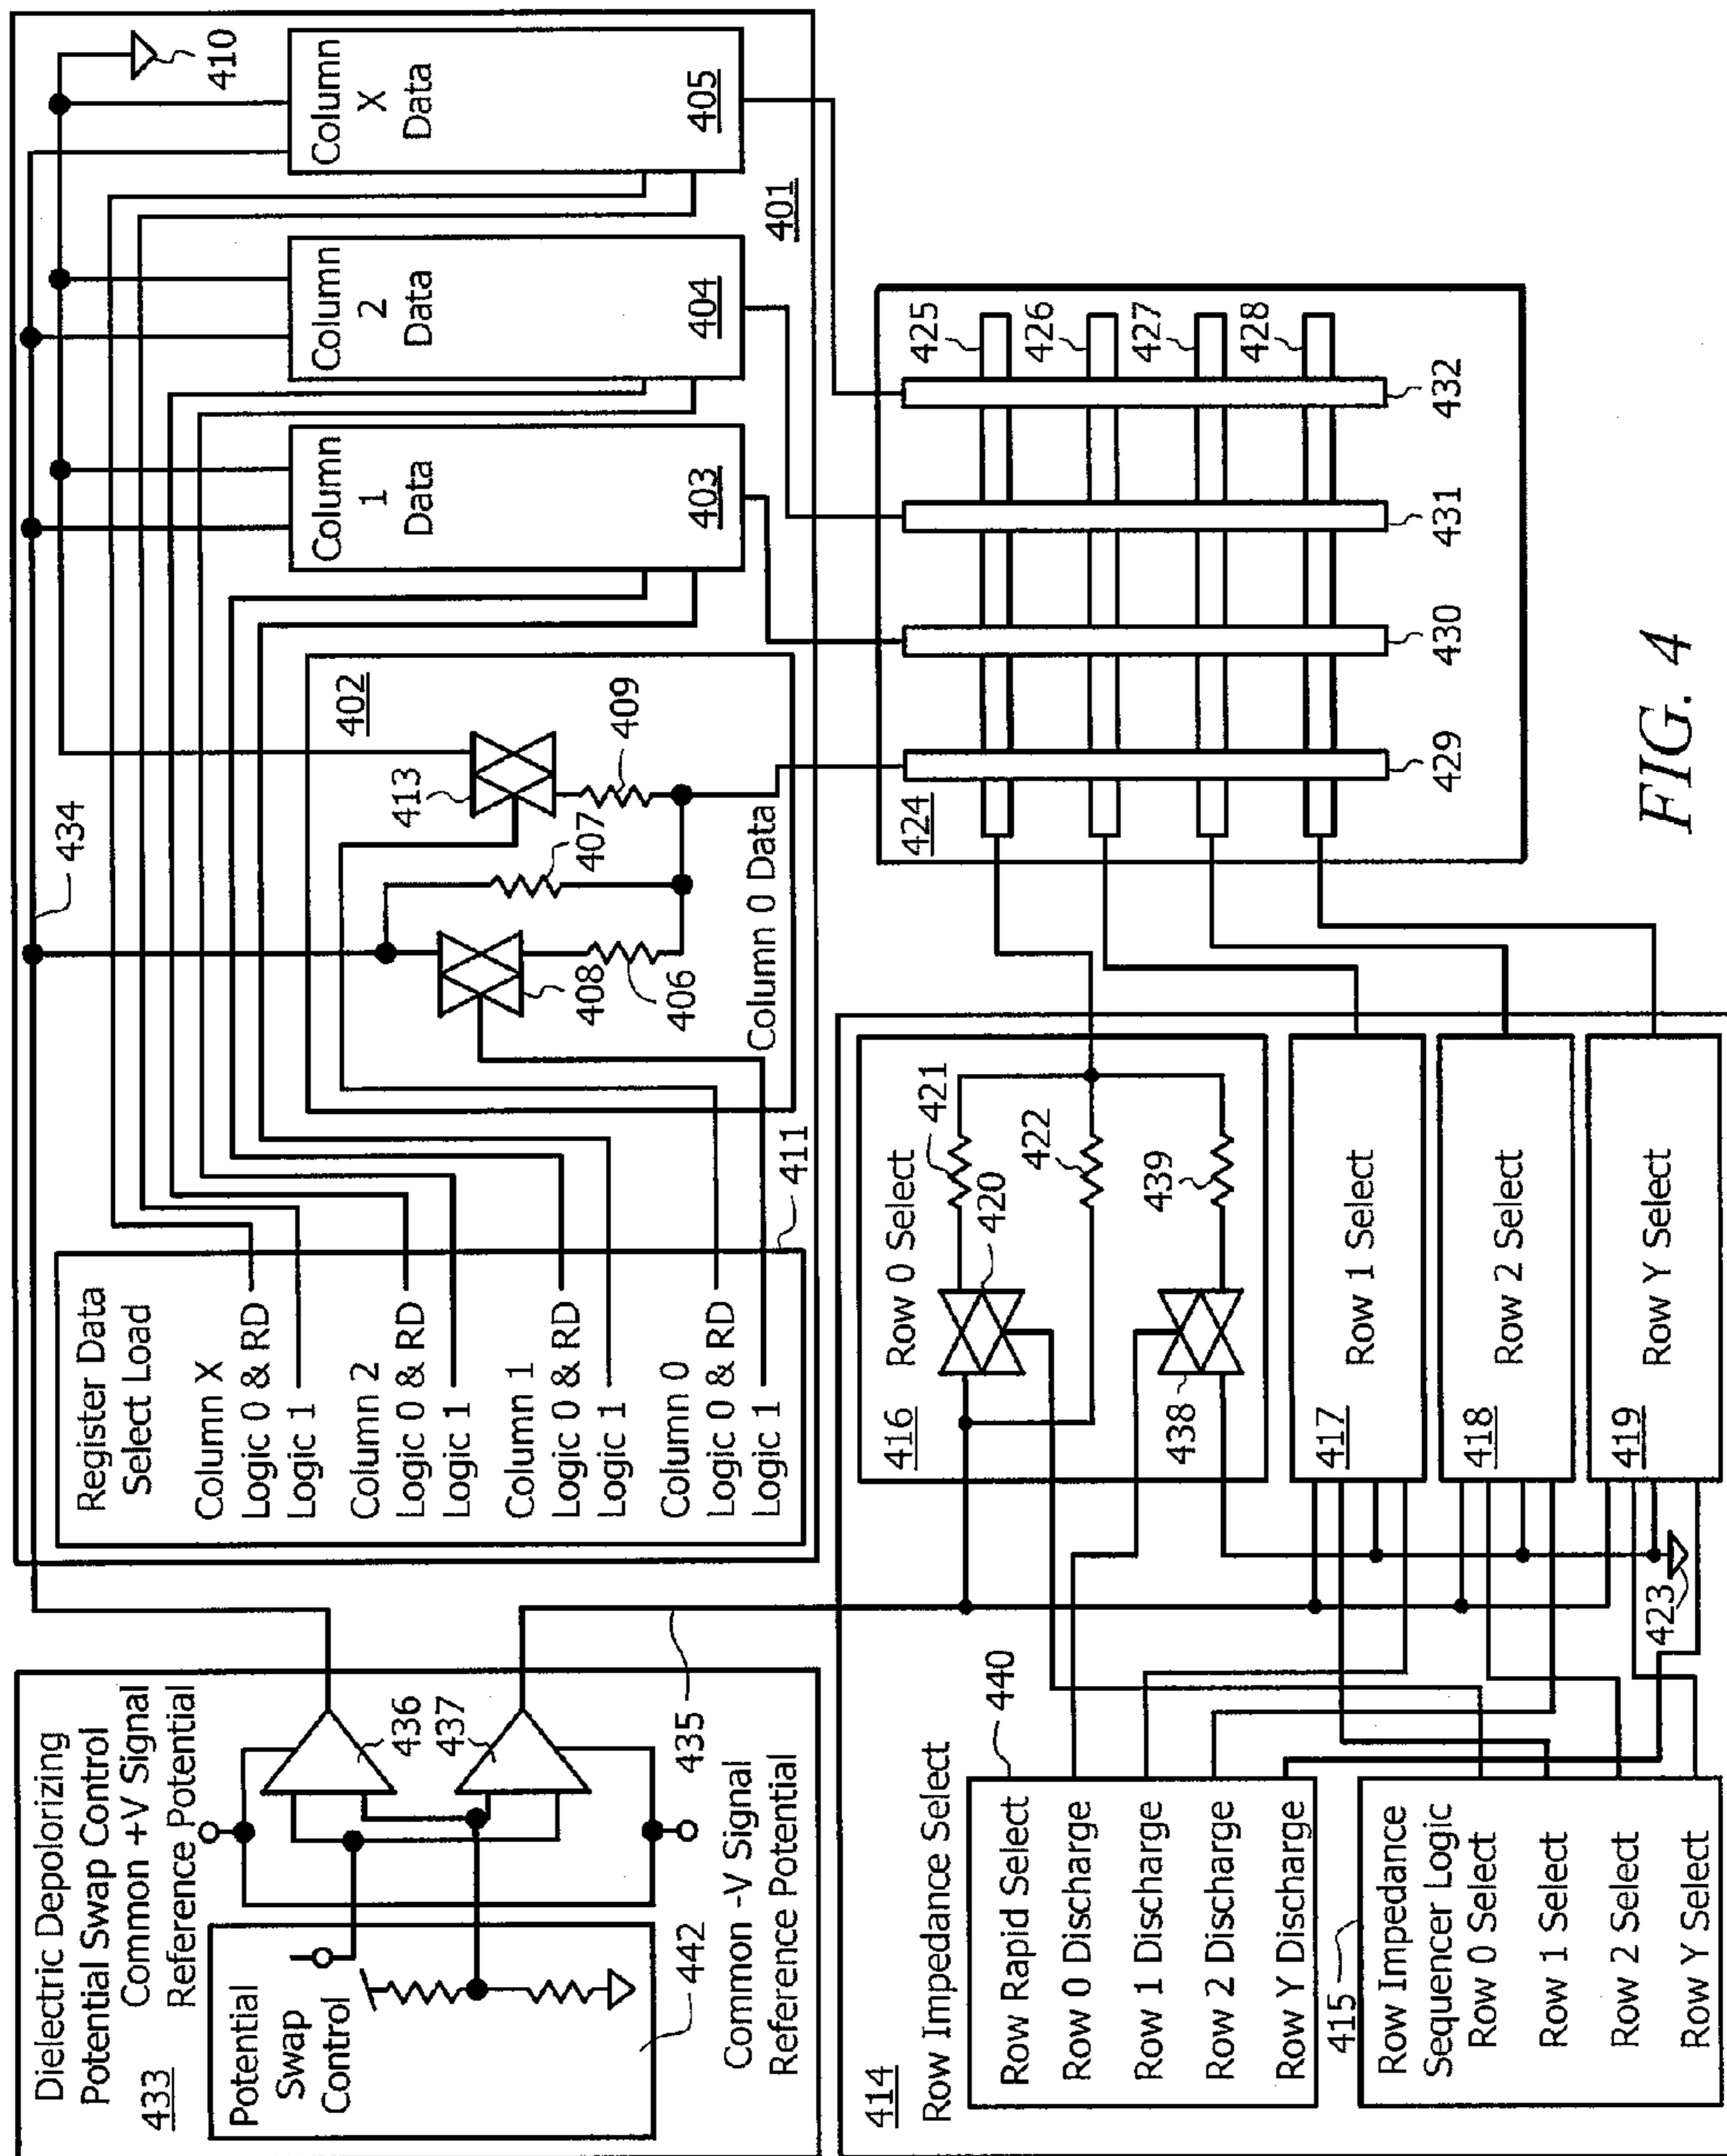 Dielectric Depolorizing
Potential Swap Control
Common +V Signal
Reference Potential
433
Potential
Swap
Control
436
437
442
435
Common -V Signal
Reference Potential
434
Register Data
Select Load
Column X
Logic 0 & RD
Logic 1
Column 2
Logic 0 & RD
Logic 1
Column 1
Logic 0 & RD
Logic 1
Column 0
Logic 0 & RD
Logic 1
411
402
413
409
407
408
406
Column 0 Data
Column
1
Data
403
Column
2
Data
404
Column
X
Data
405
410
401
414
Row Impedance Select
440
Row Rapid Select
Row 0 Discharge
Row 1 Discharge
Row 2 Discharge
Row Y Discharge
415
Row Impedance
Sequencer Logic
Row 0 Select
Row 1 Select
Row 2 Select
Row Y Select
423
416
Row 0 Select
421
420
422
439
438
417
Row 1 Select
418
Row 2 Select
419
Row Y Select
424
425
426
427
428
429
430
431
432
FIG. 4